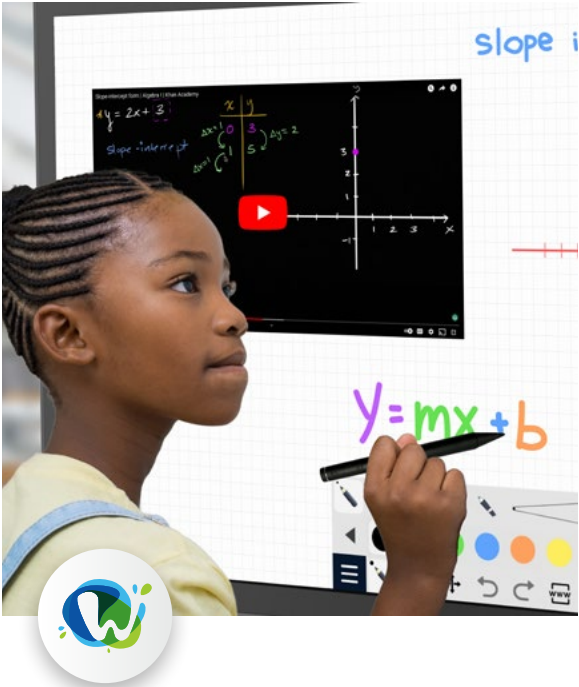 slope i
Slope-intercept form | Algebra I | Khan Academy
y = 2x + 3
x y
Δx=1 0 3 Δy=2
slope-intercept
Δx=1 1 5
y
3
2
1
1 2 3 x
-1
y=mx+b
www
W